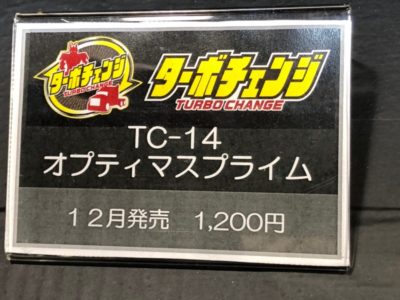 ターボチェンジ
TURBO CHANGE
ターボチェンジ
TURBO CHANGE
TC-14
オプティマスプライム
12月発売 1,200円